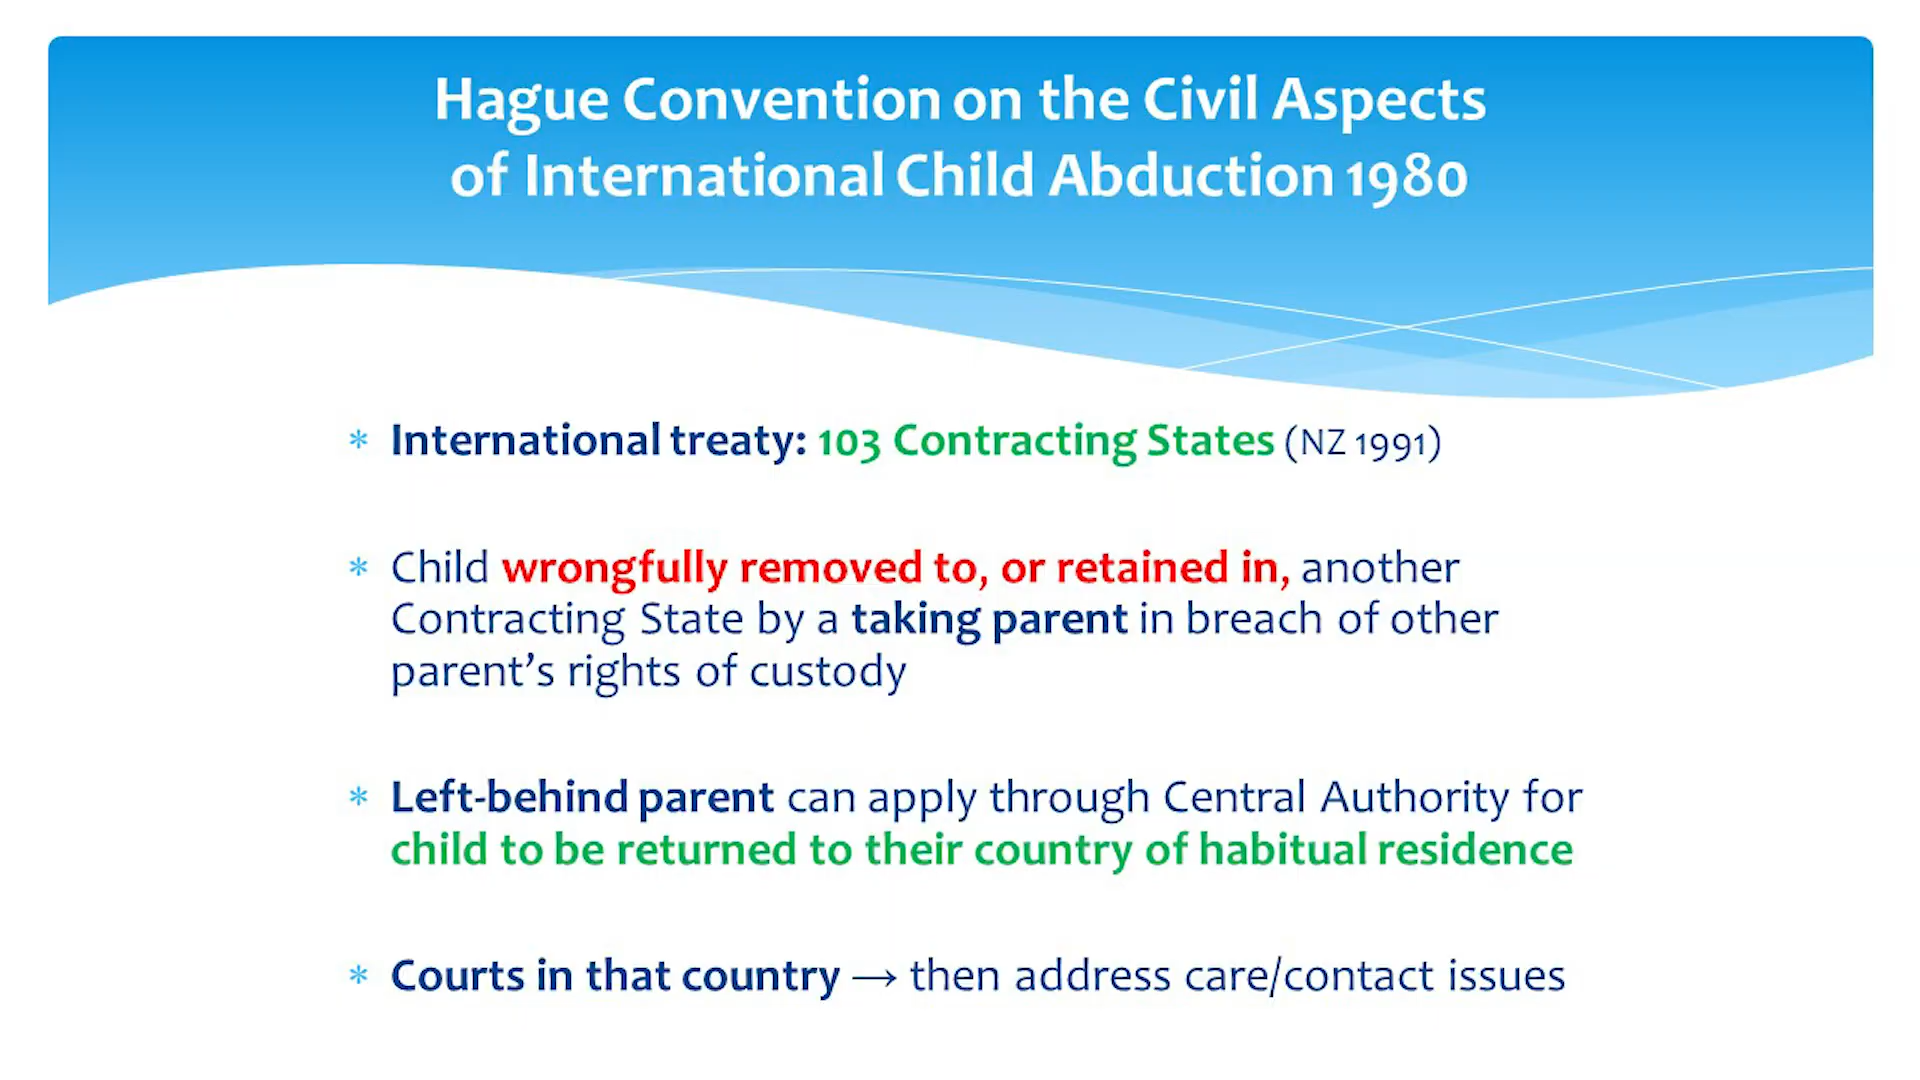 Hague Convention on the Civil Aspects
of International Child Abduction 1980
* International treaty: 103 Contracting States (NZ 1991)
* Child wrongfully removed to, or retained in, another
Contracting State by a taking parent in breach of other
parent’s rights of custody
* Left-behind parent can apply through Central Authority for
child to be returned to their country of habitual residence
* Courts in that country → then address care/contact issues